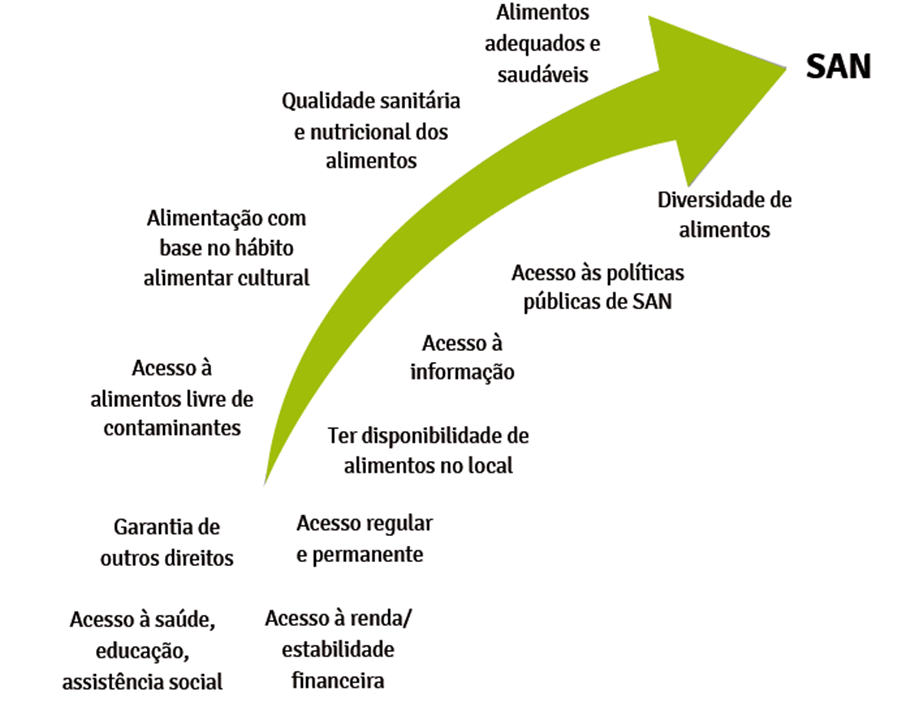 Alimentos
adequados e
saudáveis
SAN
Qualidade sanitária
e nutricional dos
alimentos
Diversidade de
alimentos
Alimentação com
base no hábito
alimentar cultural
Acesso às políticas
públicas de SAN
Acesso à
informação
Acesso à
alimentos livre de
contaminantes
Ter disponibilidade de
alimentos no local
Garantia de
outros direitos
Acesso regular
e permanente
Acesso à saúde,
educação,
assistência social
Acesso à renda/
estabilidade
financeira